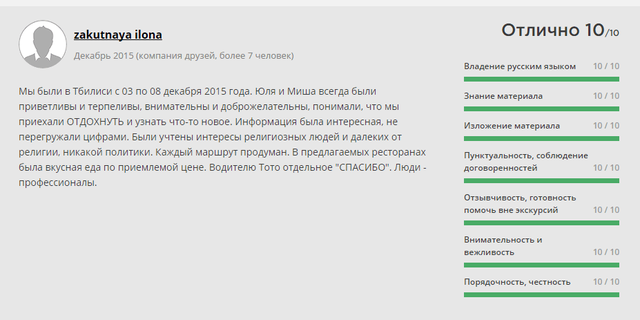 zakutnaya ilona
Декабрь 2015 (компания друзей, более 7 человек)
Мы были в Тбилиси с 03 по 08 декабря 2015 года. Юля и Миша всегда были
приветливы и терпеливы, внимательны и доброжелательны, понимали, что мы
приехали ОТДОХНУТЬ и узнать что-то новое. Информация была интересная, не
перегружали цифрами. Были учтены интересы религиозных людей и далеких от
религии, никакой политики. Каждый маршрут продуман. В предлагаемых ресторанах
была вкусная еда по приемлемой цене. Водителю Тото отдельное "СПАСИБО". Люди -
профессионалы.
Отлично 10/10
Владение русским языком 10 / 10
Знание материала 10 / 10
Изложение материала 10 / 10
Пунктуальность, соблюдение
договоренностей 10 / 10
Отзывчивость, готовность
помочь вне экскурсий 10 / 10
Внимательность и
вежливость 10 / 10
Порядочность, честность 10 / 10